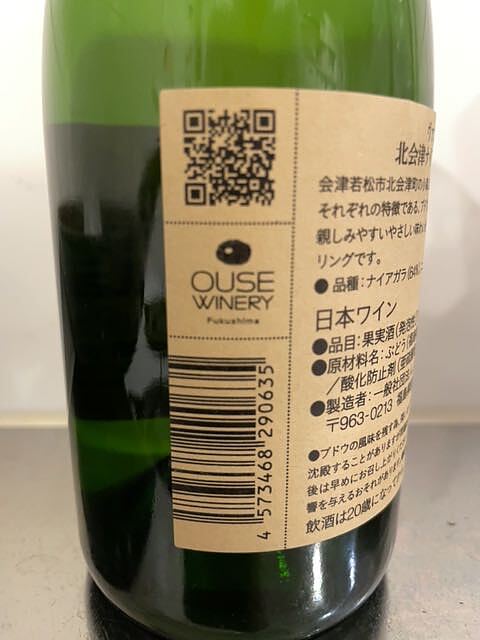 OUSE
WINERY
Fukushima
4 573468 290635
北会津
会津若松市北会津町の
それぞれの特徴である、
親しみやすいやさしい味わ
リングです。
●品種：ナイアガラ(84%)
日本ワイン
●品目：果実酒(発泡性
●原材料名：ぶどう
/酸化防止剤
●製造者：一般社団法
〒963-0213 福島
●ブドウの風味を残す為、
沈殿することがあります
後は早めにお召し上がり
響を与えるおそれがあり
飲酒は20歳になって